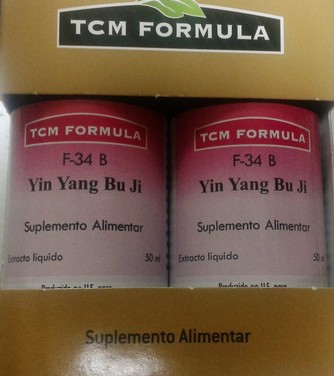 TCM FORMULA
TCM FORMULA
F-34 B
Yin Yang Bu Ji
Suplemento Alimentar
Extracto líquido 50 ml
TCM FORMULA
F-34 B
Yin Yang Bu Ji
Suplemento Alimentar
Extracto líquido 50
Suplemento Alimentar